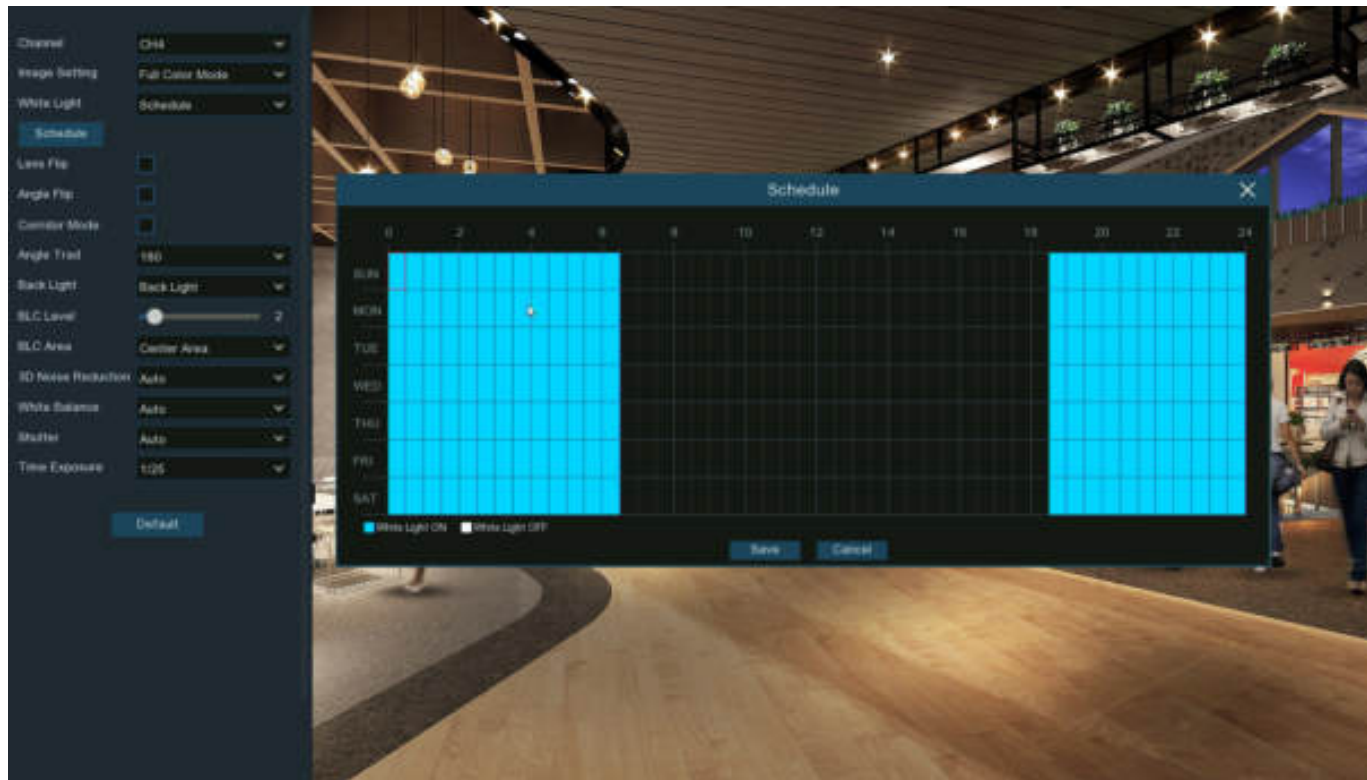 Channel CH4
Image Setting Full Color Mode
White Light Schedule
Schedule
Lens Flip
Angle Flip
Corridor Mode
Angle Trad 180
Back Light Back Light
BLC Level 2
BLC Area Center Area
3D Noise Reduction Auto
White Balance Auto
Shutter Auto
Time Exposure 1/25
Default
Schedule
0 2 4 6 8 10 12 14 16 18 20 22 24
SUN
MON
TUE
WED
THU
FRI
SAT
White Light ON White Light OFF
Save Cancel